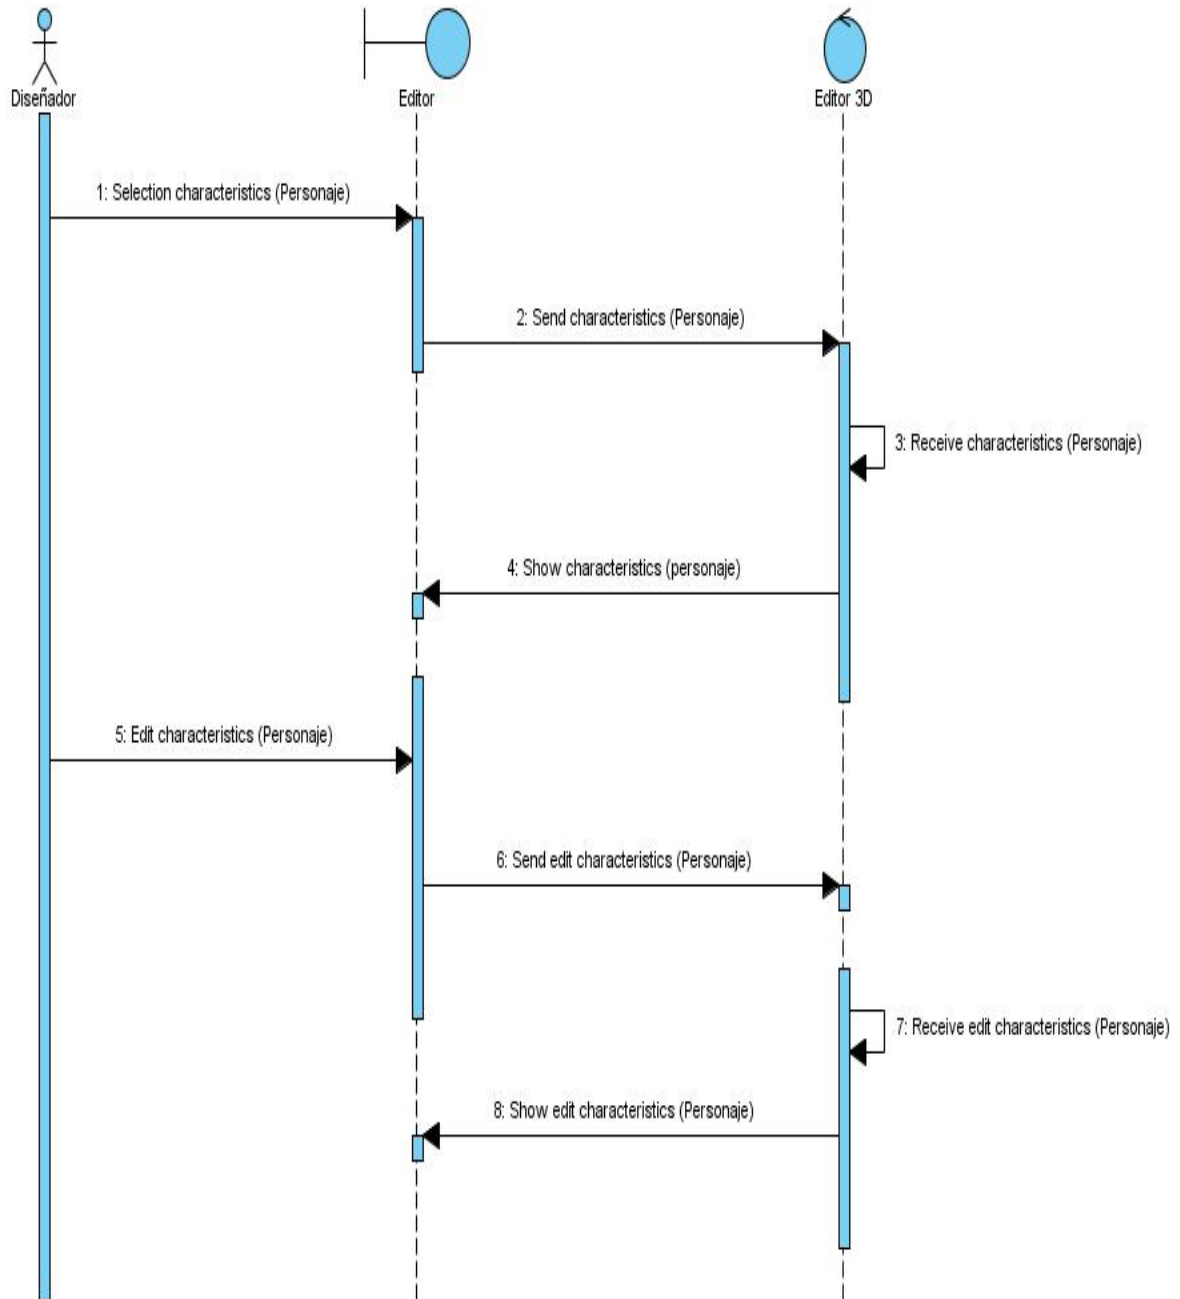 Diseñador
Editor
Editor 3D
1: Selection characteristics (Personaje)
2: Send characteristics (Personaje)
3: Receive characteristics (Personaje)
4: Show characteristics (personaje)
5: Edit characteristics (Personaje)
6: Send edit characteristics (Personaje)
7: Receive edit characteristics (Personaje)
8: Show edit characteristics (Personaje)